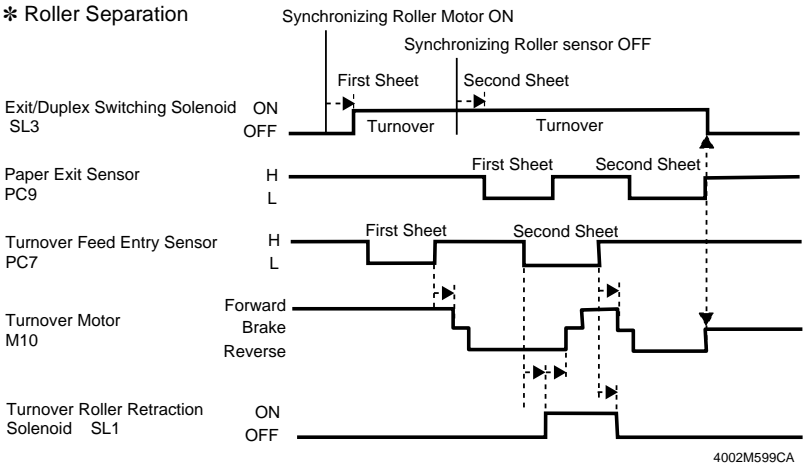 ✻ Roller Separation
Synchronizing Roller Motor ON
Synchronizing Roller sensor OFF
First Sheet Second Sheet
Exit/Duplex Switching Solenoid ON
SL3 OFF
Turnover Turnover
Paper Exit Sensor H
PC9 L
First Sheet Second Sheet
Turnover Feed Entry Sensor H
PC7 L
First Sheet Second Sheet
Forward
Turnover Motor Brake
M10 Reverse
Turnover Roller Retraction ON
Solenoid SL1 OFF
4002M599CA